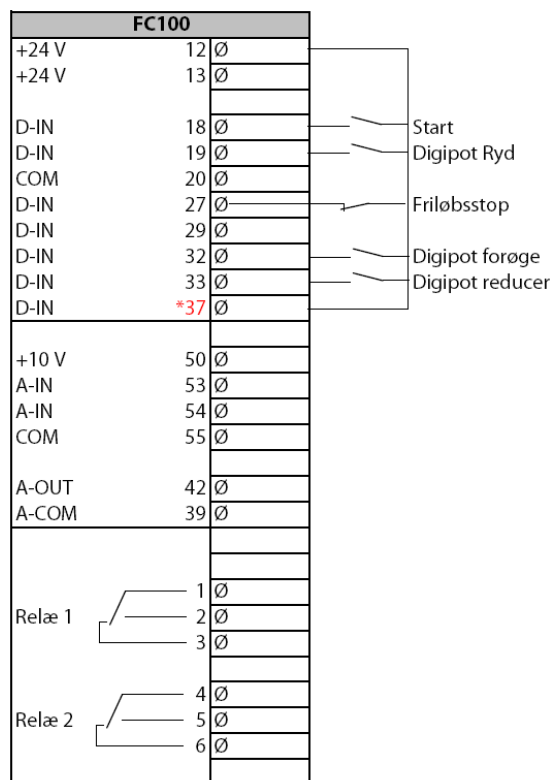 FC100
+24 V 12 Ø
+24 V 13 Ø
D-IN 18 Ø Start
D-IN 19 Ø Digipot Ryd
COM 20 Ø
D-IN 27 Ø Friløbsstop
D-IN 29 Ø
D-IN 32 Ø Digipot forøge
D-IN 33 Ø Digipot reducer
D-IN *37 Ø
+10 V 50 Ø
A-IN 53 Ø
A-IN 54 Ø
COM 55 Ø
A-OUT 42 Ø
A-COM 39 Ø
1 Ø
Relæ 1 2 Ø
3 Ø
4 Ø
Relæ 2 5 Ø
6 Ø